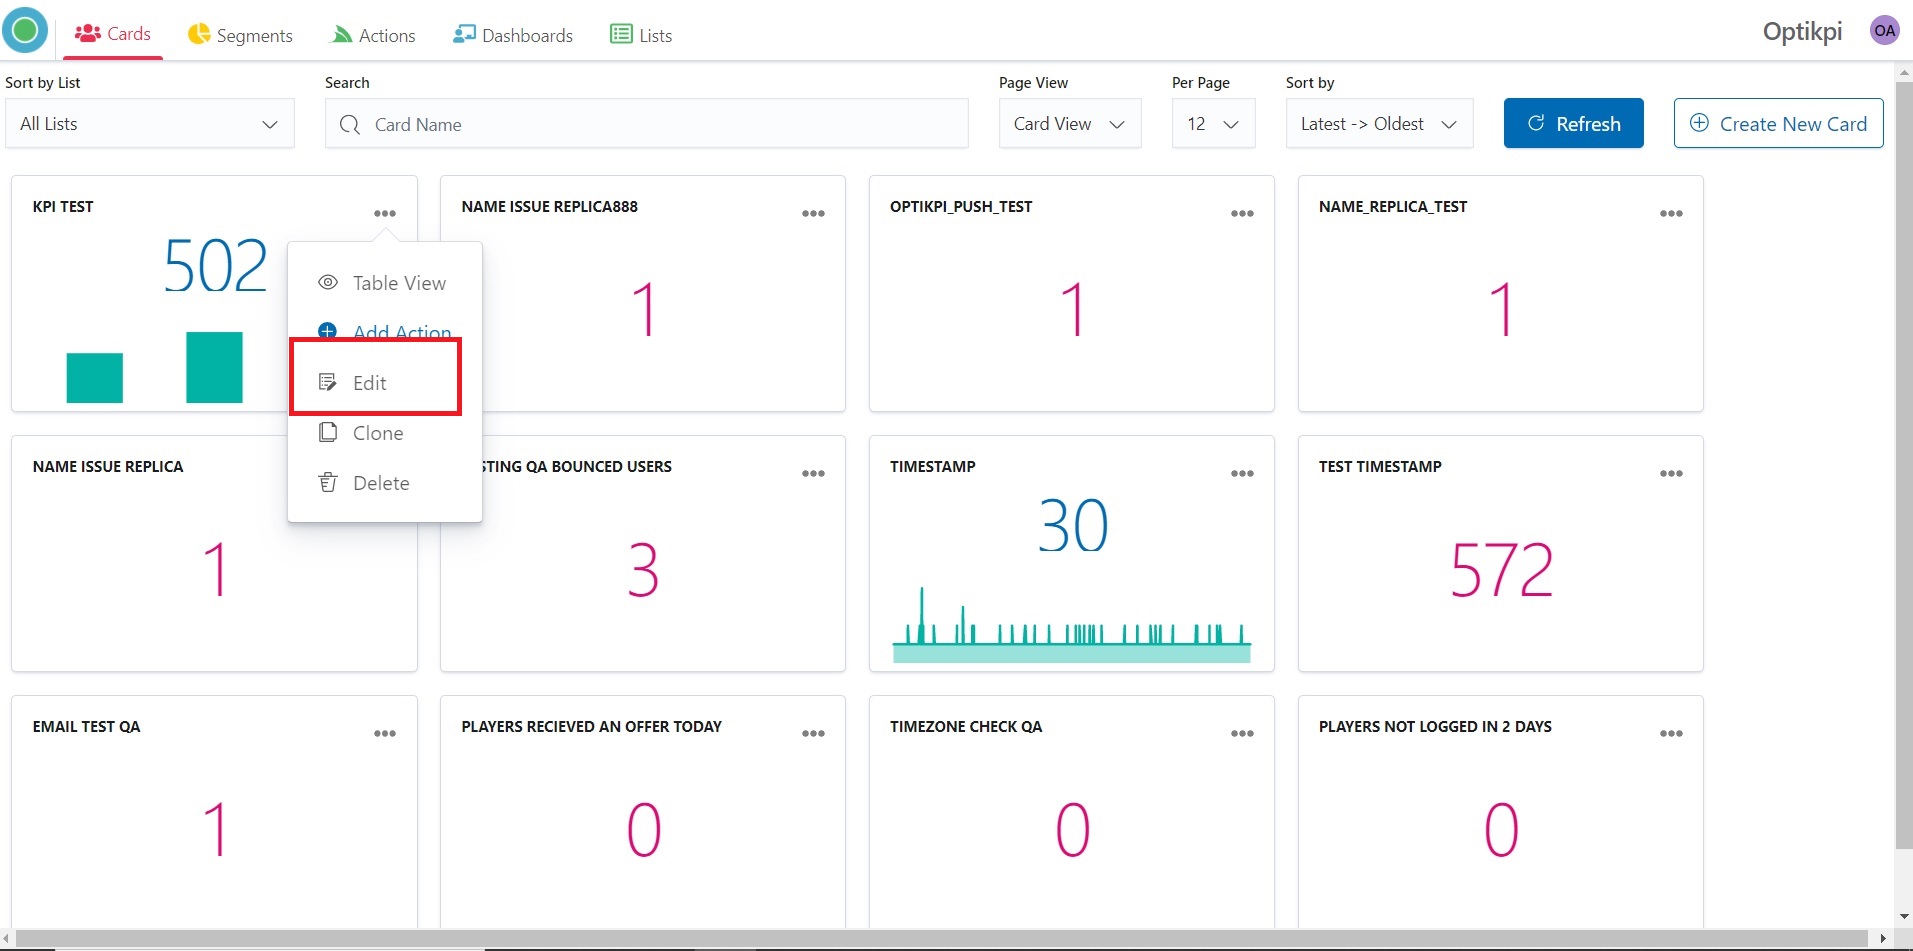 Cards
Segments
Actions
Dashboards
Lists
Optikpi
OA
Sort by List
Search
Page View
Per Page
Sort by
All Lists
Card Name
Card View
12
Latest -> Oldest
Refresh
Create New Card
KPI TEST
502
Table View
Add Action
Edit
Clone
Delete
NAME ISSUE REPLICA888
1
OPTIKPI_PUSH_TEST
1
NAME_REPLICA_TEST
1
NAME ISSUE REPLICA
1
STING QA BOUNCED USERS
3
TIMESTAMP
30
TEST TIMESTAMP
572
EMAIL TEST QA
1
PLAYERS RECIEVED AN OFFER TODAY
0
TIMEZONE CHECK QA
0
PLAYERS NOT LOGGED IN 2 DAYS
0